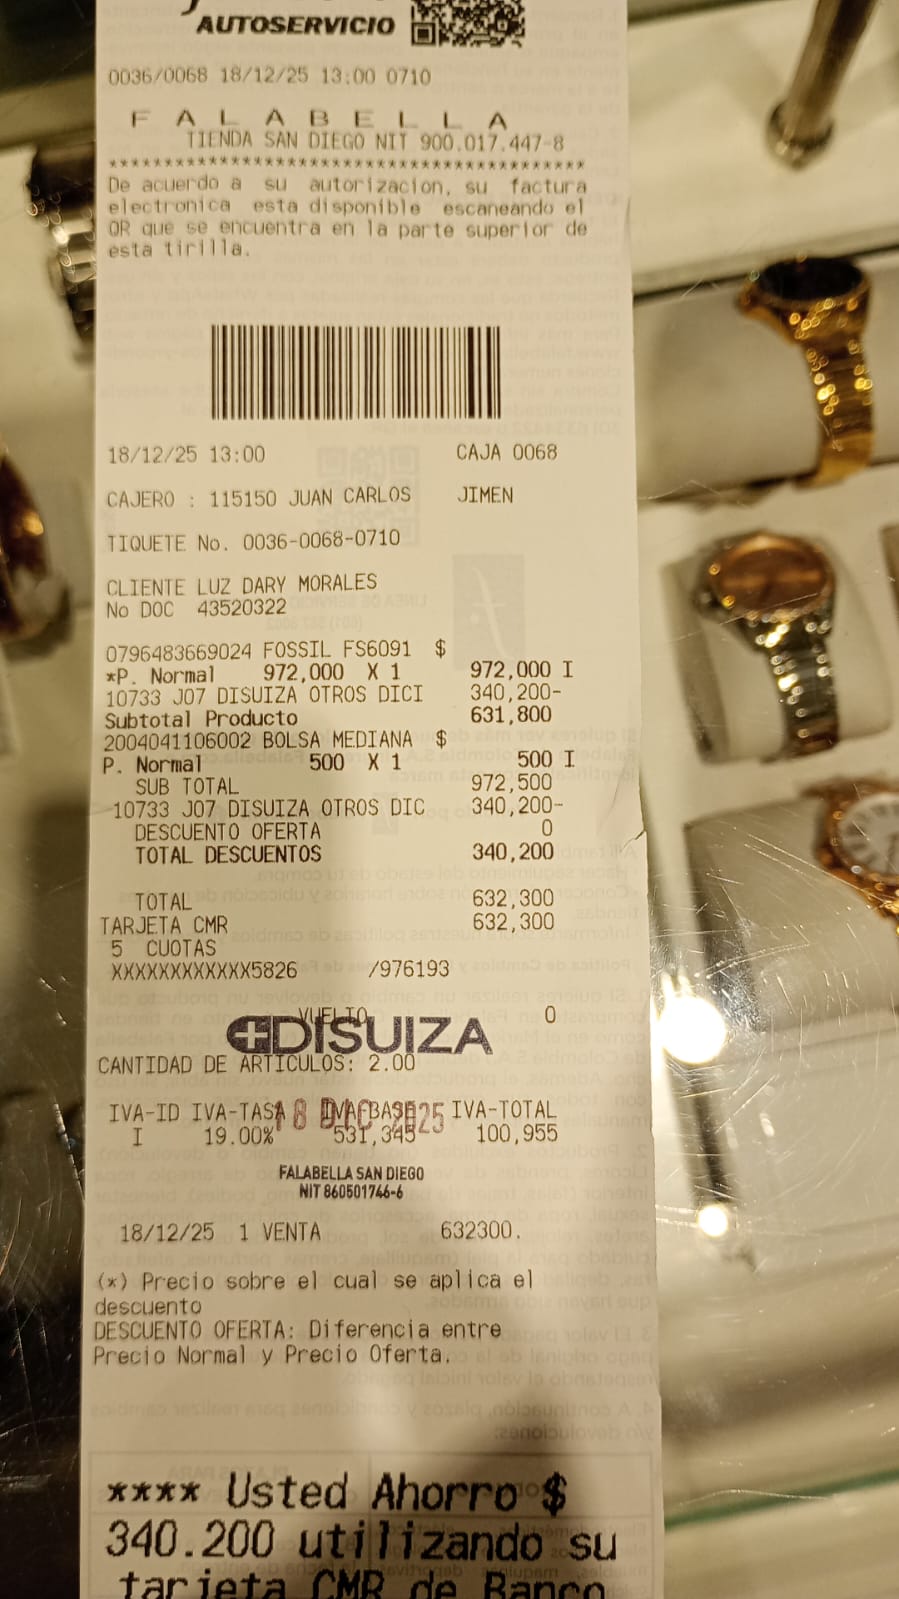 AUTOSERVICIO
0036/0068 18/12/25 13:00 0710
F A L A B E L L A
TIENDA SAN DIEGO NIT 900.017.447-8
******************************************
De acuerdo a su autorizacion, su factura
electronica esta disponible escaneando el
QR que se encuentra en la parte superior de
esta tirilla.
18/12/25 13:00 CAJA 0068
CAJERO : 115150 JUAN CARLOS JIMEN
TIQUETE No. 0036-0068-0710
CLIENTE LUZ DARY MORALES
No DOC 43520322
0796483669024 FOSSIL FS6091 $
*P. Normal 972,000 X 1 972,000 I
10733 J07 DISUIZA OTROS DICI 340,200-
Subtotal Producto 631,800
2004041106002 BOLSA MEDIANA $
P. Normal 500 X 1 500 I
SUB TOTAL 972,500
10733 J07 DISUIZA OTROS DIC 340,200-
DESCUENTO OFERTA 0
TOTAL DESCUENTOS 340,200
TOTAL 632,300
TARJETA CMR 632,300
5 CUOTAS
XXXXXXXXXXXX5826 /976193
VUELTO 0
DISUIZA
CANTIDAD DE ARTICULOS: 2.00
IVA-ID IVA-TASA IVA-BASE IVA-TOTAL
18 DIC 2025
I 19.00% 531,345 100,955
FALABELLA SAN DIEGO
NIT 860501746-6
18/12/25 1 VENTA 632300.
(*) Precio sobre el cual se aplica el
descuento
DESCUENTO OFERTA: Diferencia entre
Precio Normal y Precio Oferta.
**** Usted Ahorro $
340.200 utilizando su
tarjeta CMR de Banco